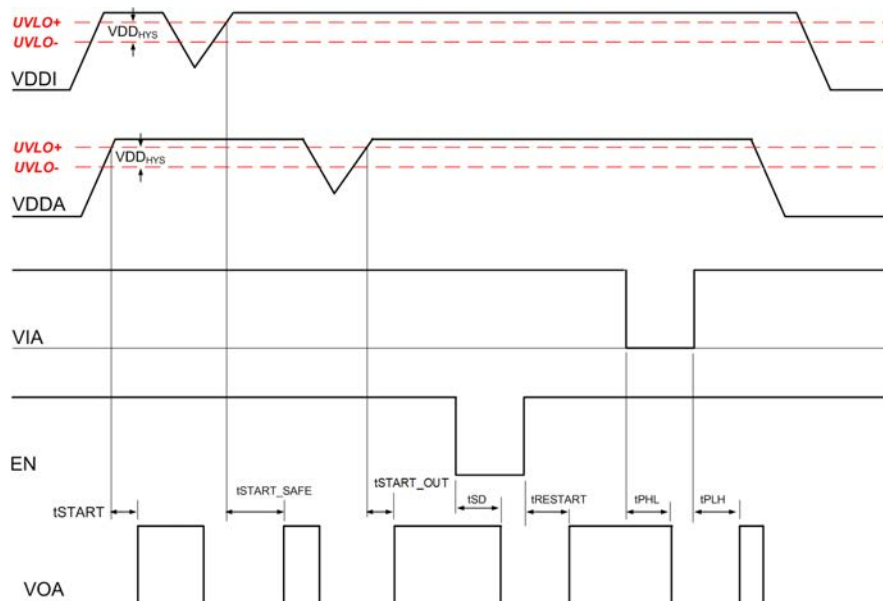 UVLO+
VDDHYS
UVLO-
VDDI
UVLO+
VDDHYS
UVLO-
VDDA
VIA
EN
tSTART
tSTART_SAFE
tSTART_OUT
tSD
tRESTART
tPHL
tPLH
VOA